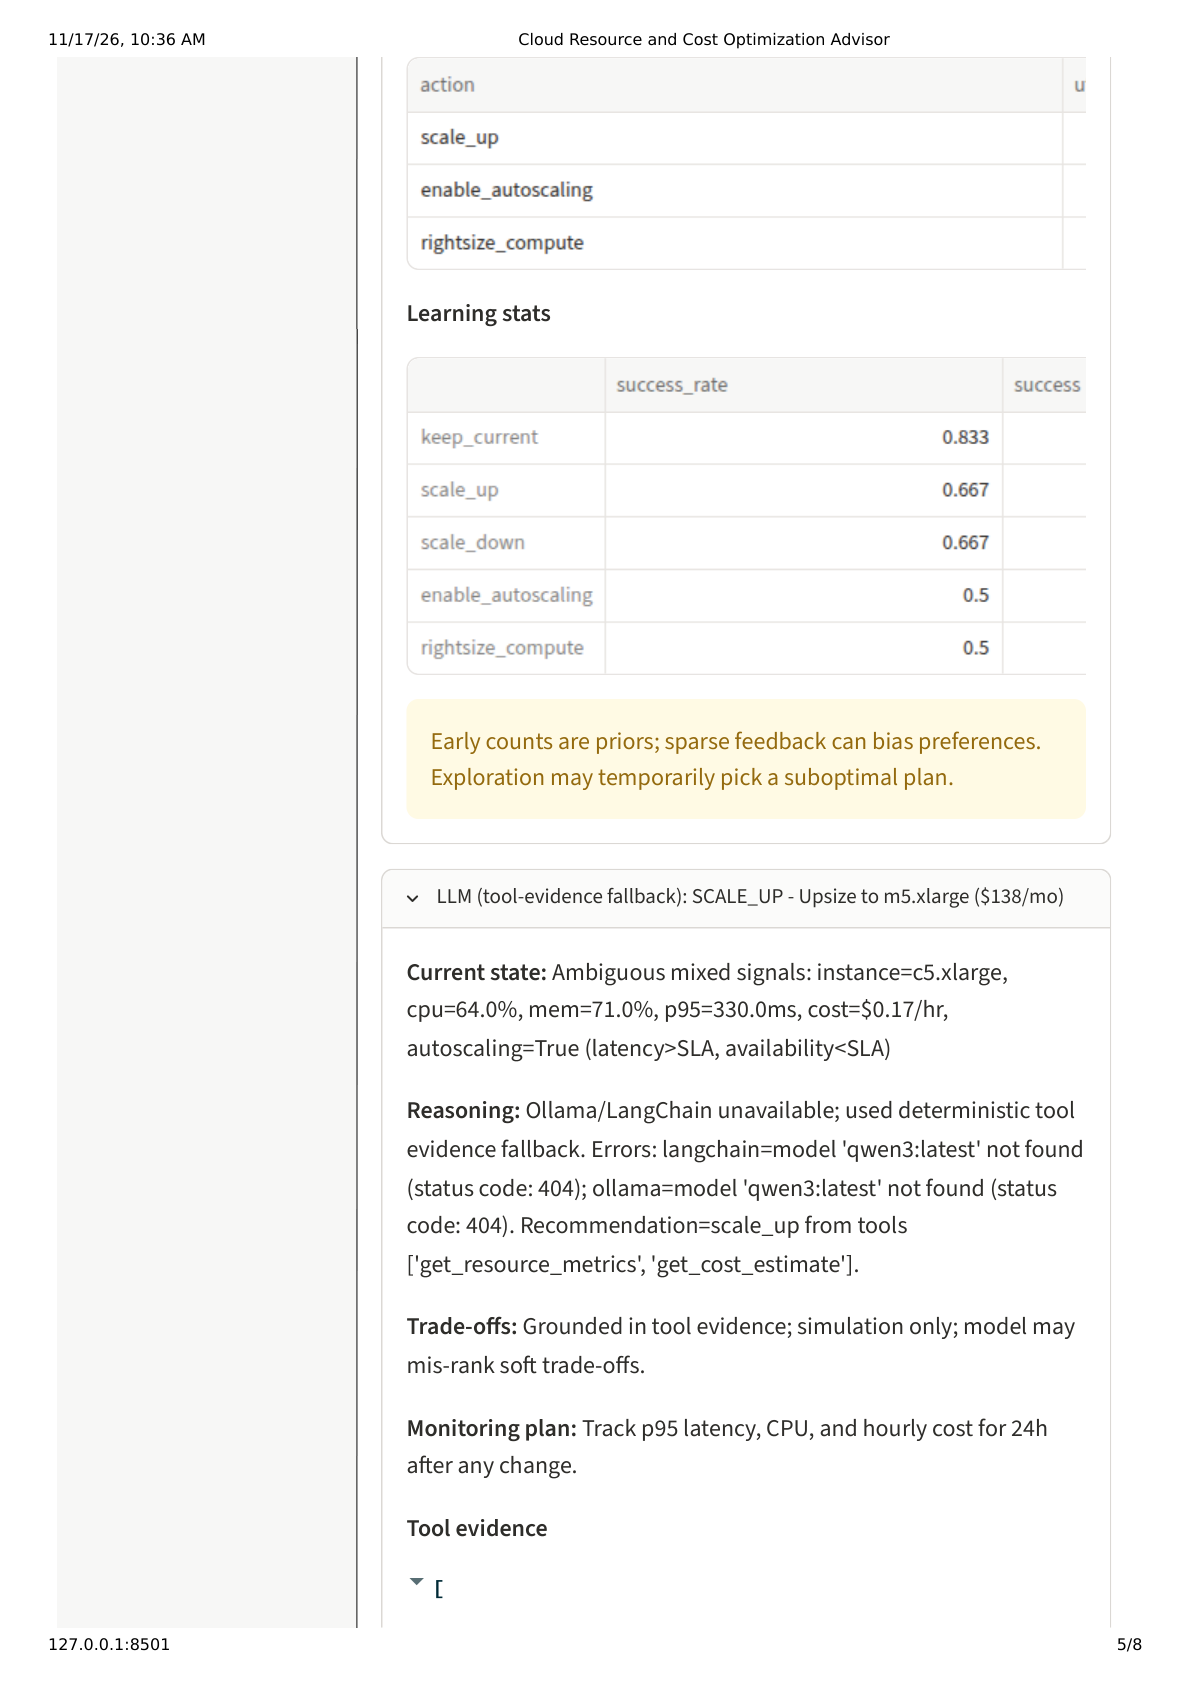 11/17/26, 10:36 AM
Cloud Resource and Cost Optimization Advisor
action
scale_up
enable_autoscaling
rightsize_compute
Learning stats
success_rate success
keep_current 0.833
scale_up 0.667
scale_down 0.667
enable_autoscaling 0.5
rightsize_compute 0.5
Early counts are priors; sparse feedback can bias preferences.
Exploration may temporarily pick a suboptimal plan.
LLM (tool-evidence fallback): SCALE_UP - Upsize to m5.xlarge ($138/mo)
Current state: Ambiguous mixed signals: instance=c5.xlarge,
cpu=64.0%, mem=71.0%, p95=330.0ms, cost=$0.17/hr,
autoscaling=True (latency>SLA, availability<SLA)
Reasoning: Ollama/LangChain unavailable; used deterministic tool
evidence fallback. Errors: langchain=model 'qwen3:latest' not found
(status code: 404); ollama=model 'qwen3:latest' not found (status
code: 404). Recommendation=scale_up from tools
['get_resource_metrics', 'get_cost_estimate'].
Trade-offs: Grounded in tool evidence; simulation only; model may
mis-rank soft trade-offs.
Monitoring plan: Track p95 latency, CPU, and hourly cost for 24h
after any change.
Tool evidence
[
127.0.0.1:8501
5/8